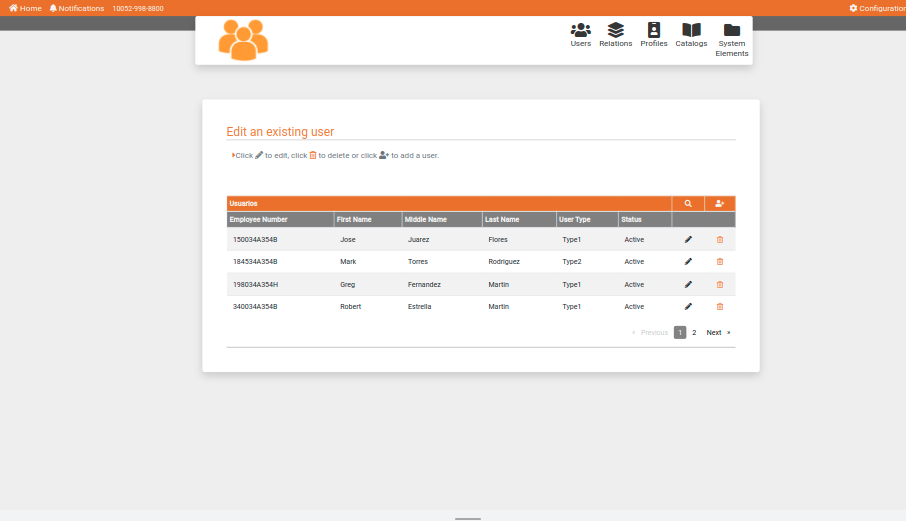 Home Notifications 10052-998-8800 Configuration
Users Relations Profiles Catalogs System Elements
Edit an existing user
Click to edit, click to delete or click to add a user.
Usuarios
Employee Number First Name Middle Name Last Name User Type Status
150034A354B Jose Juarez Flores Type1 Active
184534A354B Mark Torres Rodriguez Type2 Active
198034A354H Greg Fernandez Martin Type1 Active
340034A354B Robert Estrella Martin Type1 Active
« Previous 1 2 Next »